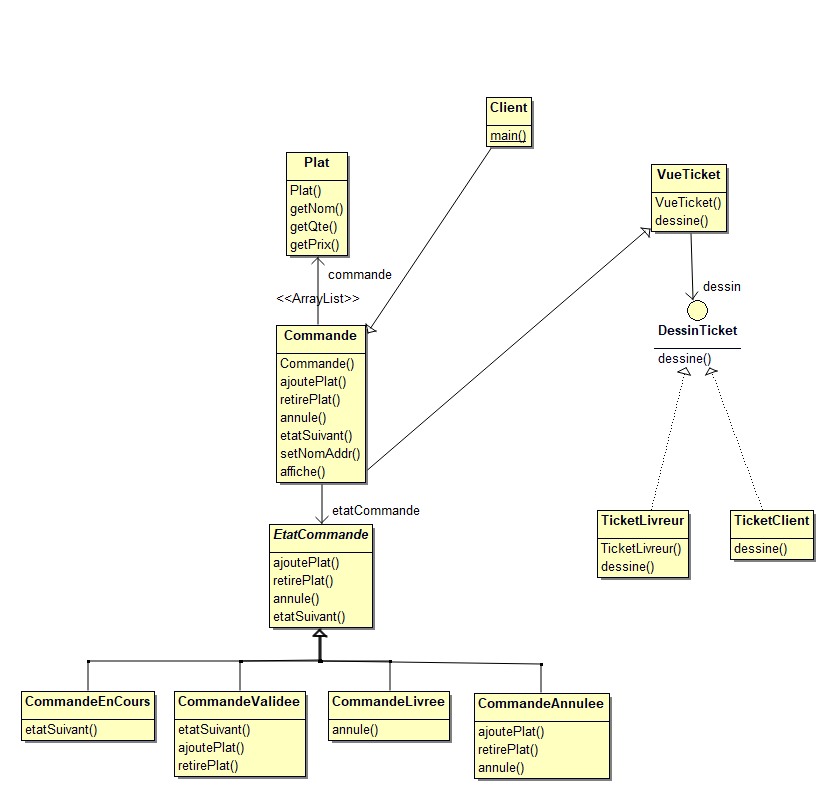 Client
main()
Plat
Plat()
getNom()
getQte()
getPrix()
VueTicket
VueTicket()
dessine()
commande
<<ArrayList>>
dessin
DessinTicket
dessine()
Commande
Commande()
ajoutePlat()
retirePlat()
annule()
etatSuivant()
setNomAddr()
affiche()
etatCommande
EtatCommande
ajoutePlat()
retirePlat()
annule()
etatSuivant()
TicketLivreur
TicketLivreur()
dessine()
TicketClient
dessine()
CommandeEnCours
etatSuivant()
CommandeValidee
etatSuivant()
ajoutePlat()
retirePlat()
CommandeLivree
annule()
CommandeAnnulee
ajoutePlat()
retirePlat()
annule()